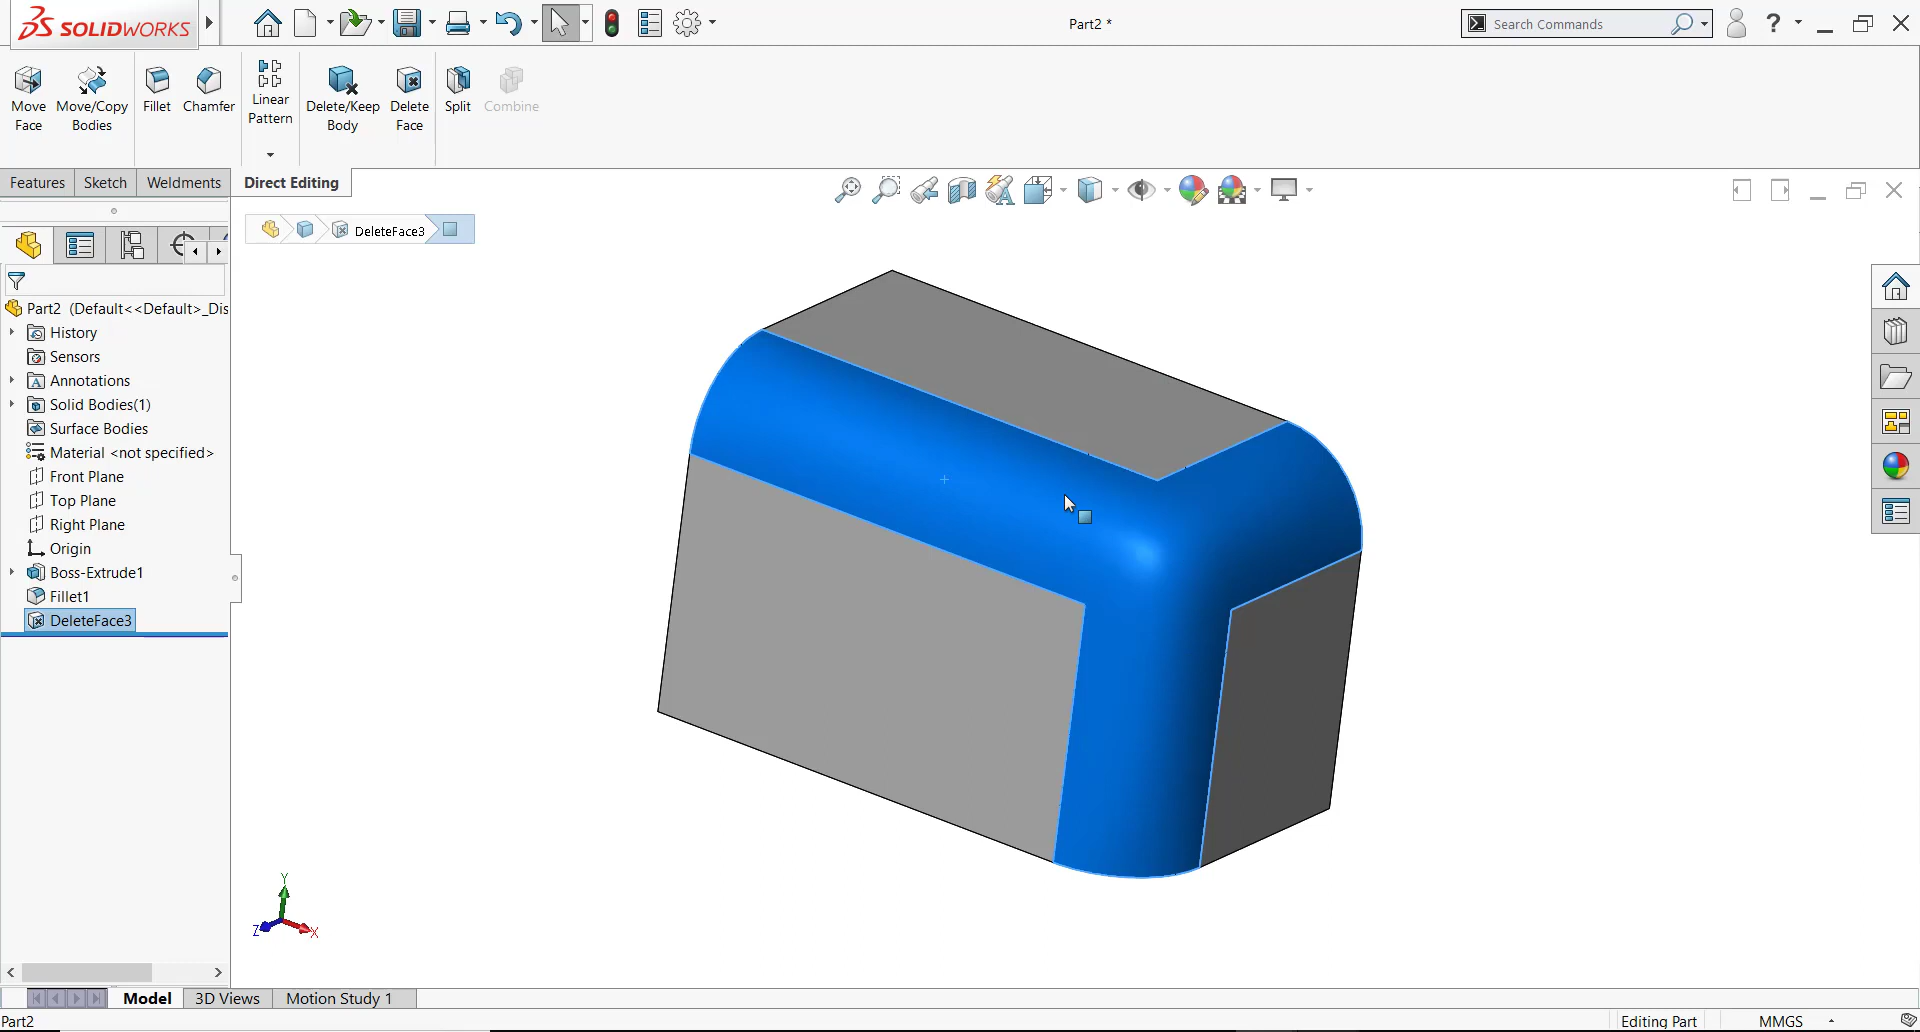 SOLIDWORKS
Part2 *
Search Commands
?
Move Face
Move/Copy Bodies
Fillet
Chamfer
Linear Pattern
Delete/Keep Body
Delete Face
Split
Combine
Features
Sketch
Weldments
Direct Editing
DeleteFace3
Part2 (Default<<Default>_Dis
History
Sensors
Annotations
Solid Bodies(1)
Surface Bodies
Material <not specified>
Front Plane
Top Plane
Right Plane
Origin
Boss-Extrude1
Fillet1
DeleteFace3
Y
Z
X
Model
3D Views
Motion Study 1
Part2
Editing Part
MMGS